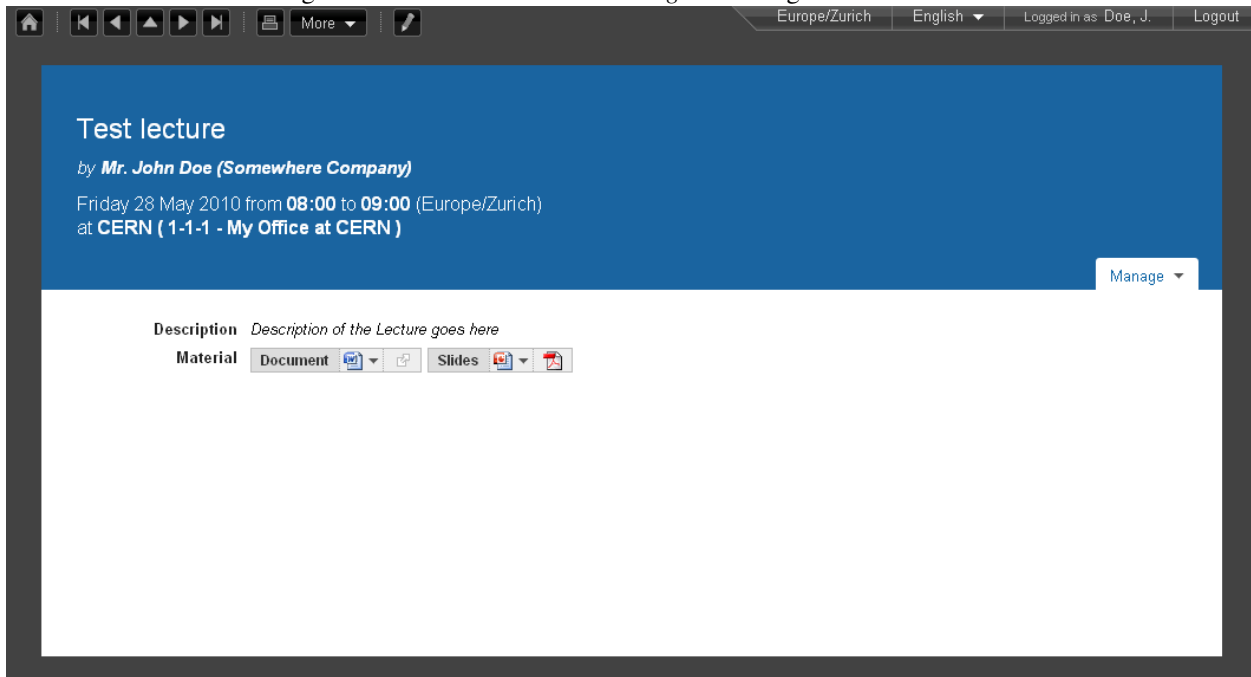 More
Europe/Zurich English Logged in as Doe, J. Logout
Test lecture
by Mr. John Doe (Somewhere Company)
Friday 28 May 2010 from 08:00 to 09:00 (Europe/Zurich)
at CERN ( 1-1-1 - My Office at CERN )
Manage
Description Description of the Lecture goes here
Material Document Slides